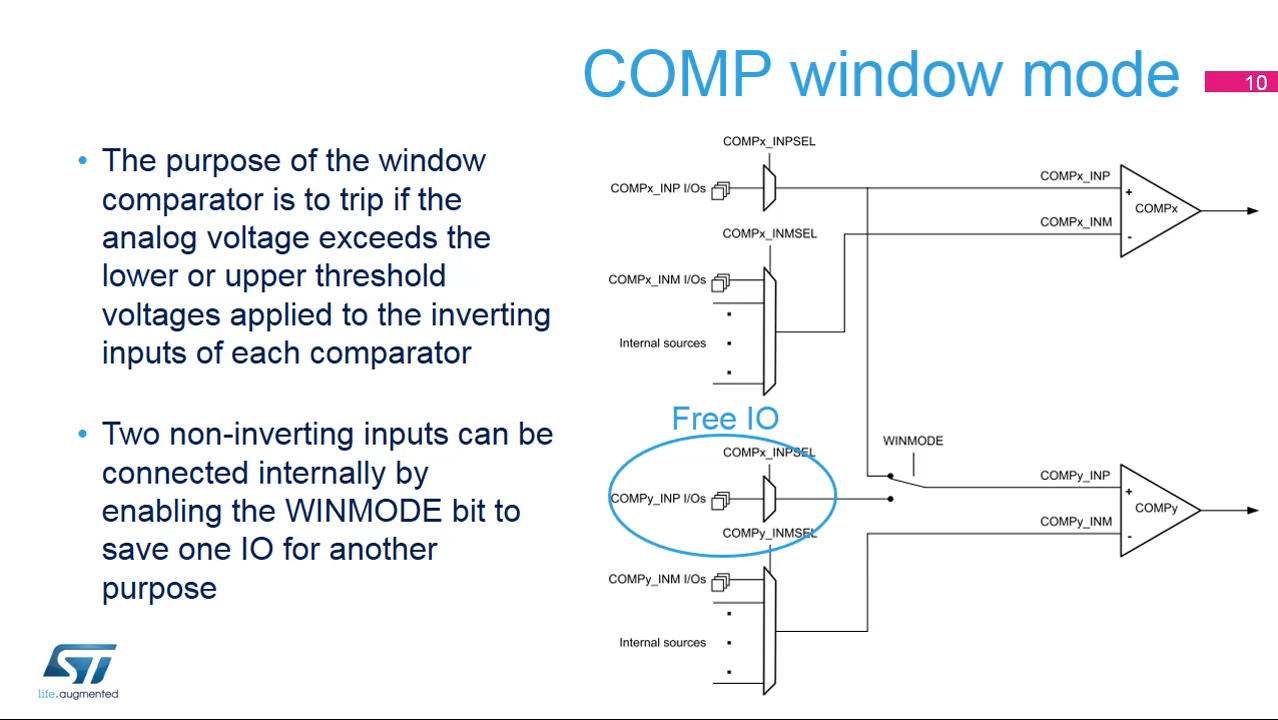 COMP window mode
10
• The purpose of the window
comparator is to trip if the
analog voltage exceeds the
lower or upper threshold
voltages applied to the inverting
inputs of each comparator
• Two non-inverting inputs can be
connected internally by
enabling the WINMODE bit to
save one IO for another
purpose
COMPx_INPSEL
COMPx_INP I/Os
COMPx_INMSEL
COMPx_INM I/Os
Internal sources
COMPx_INP
+
COMPx
COMPx_INM
-
Free IO
COMPx_INPSEL
COMPy_INP I/Os
COMPy_INMSEL
COMPy_INM I/Os
Internal sources
WINMODE
COMPy_INP
+
COMPy
COMPy_INM
-
ST
life.augmented